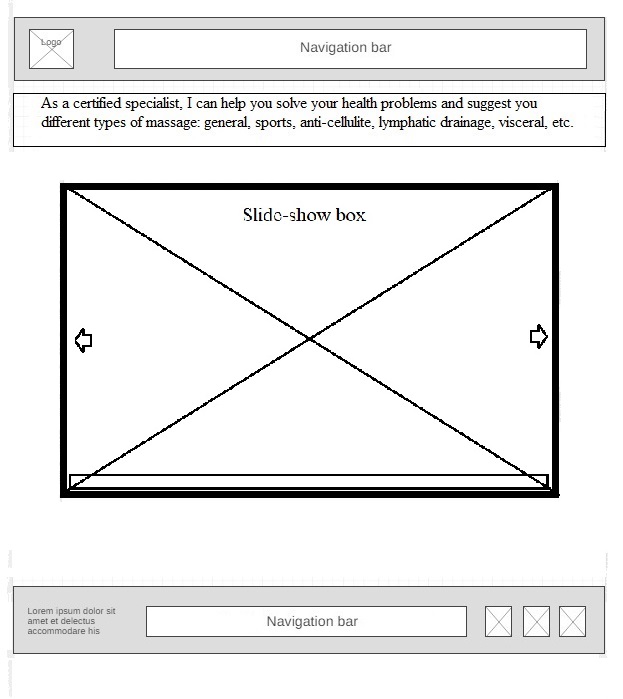 Logo
Navigation bar
As a certified specialist, I can help you solve your health problems and suggest you
different types of massage: general, sports, anti-cellulite, lymphatic drainage, visceral, etc.
Slide-show box
Lorem ipsum dolor sit
amet et delectus
accommodare his
Navigation bar